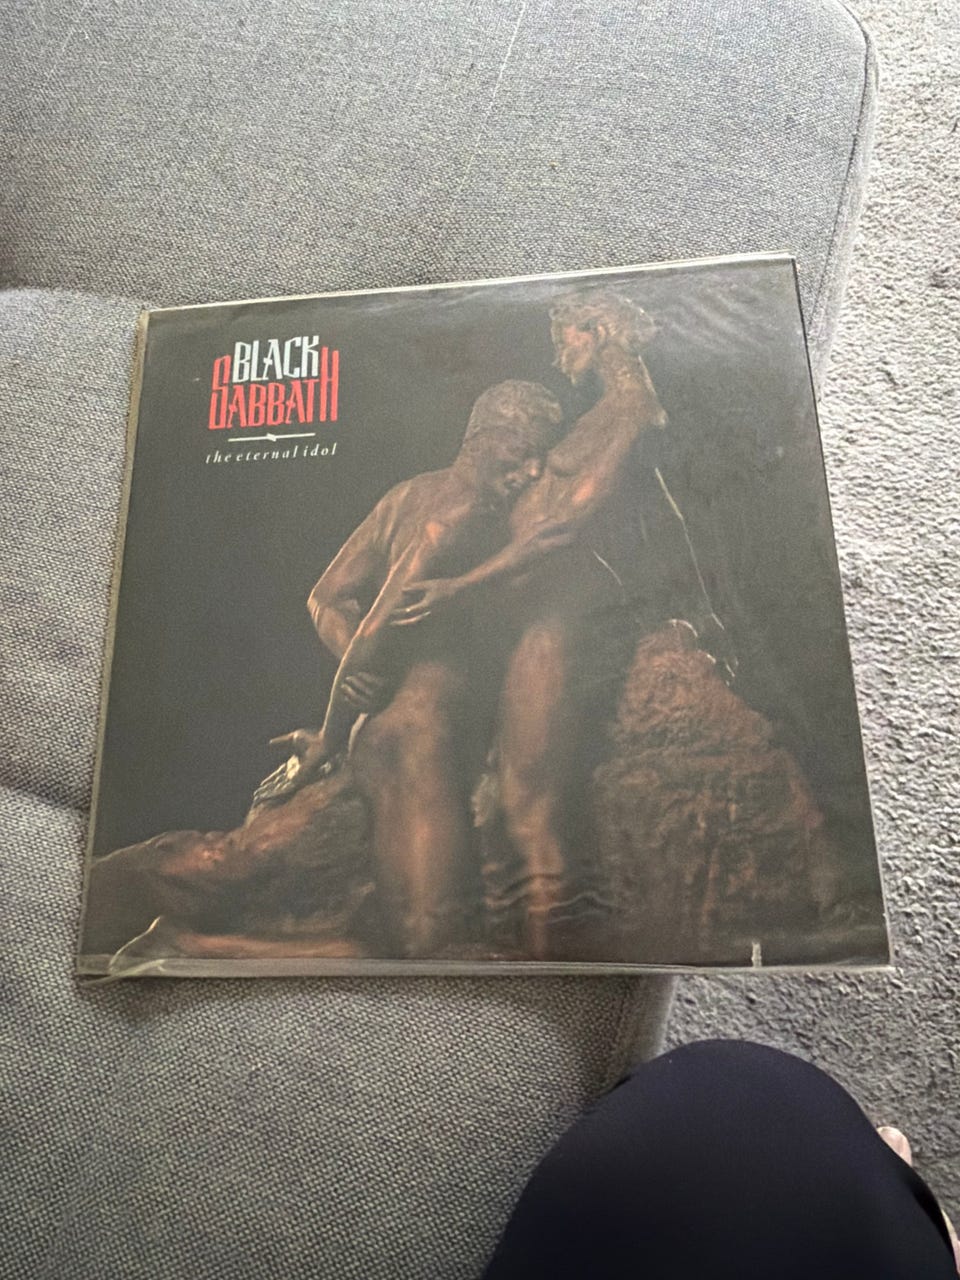 BLACK
SABBATH
the eternal idol